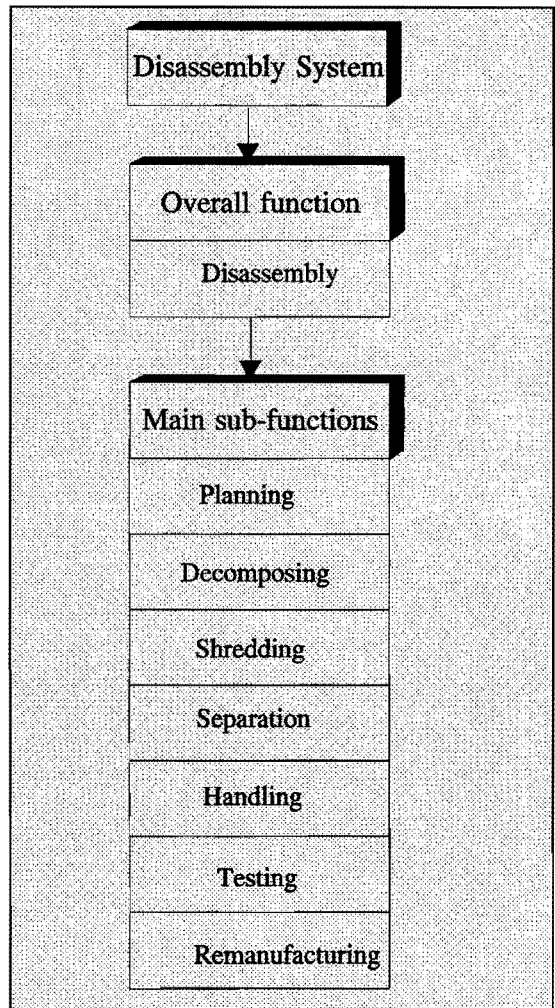 Disassembly System
Overall function
Disassembly
Main sub-functions
Planning
Decomposing
Shredding
Separation
Handling
Testing
Remanufacturing